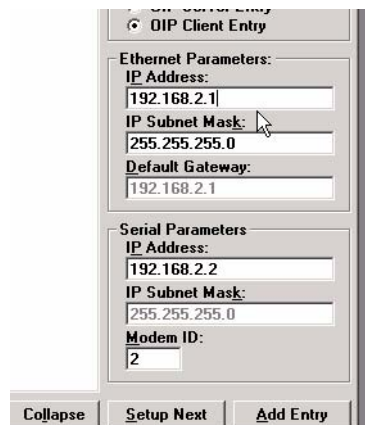 OIP Client Entry
Ethernet Parameters:
IP Address:
192.168.2.1
IP Subnet Mask:
255.255.255.0
Default Gateway:
192.168.2.1
Serial Parameters
IP Address:
192.168.2.2
IP Subnet Mask:
255.255.255.0
Modem ID:
2
Collapse Setup Next Add Entry